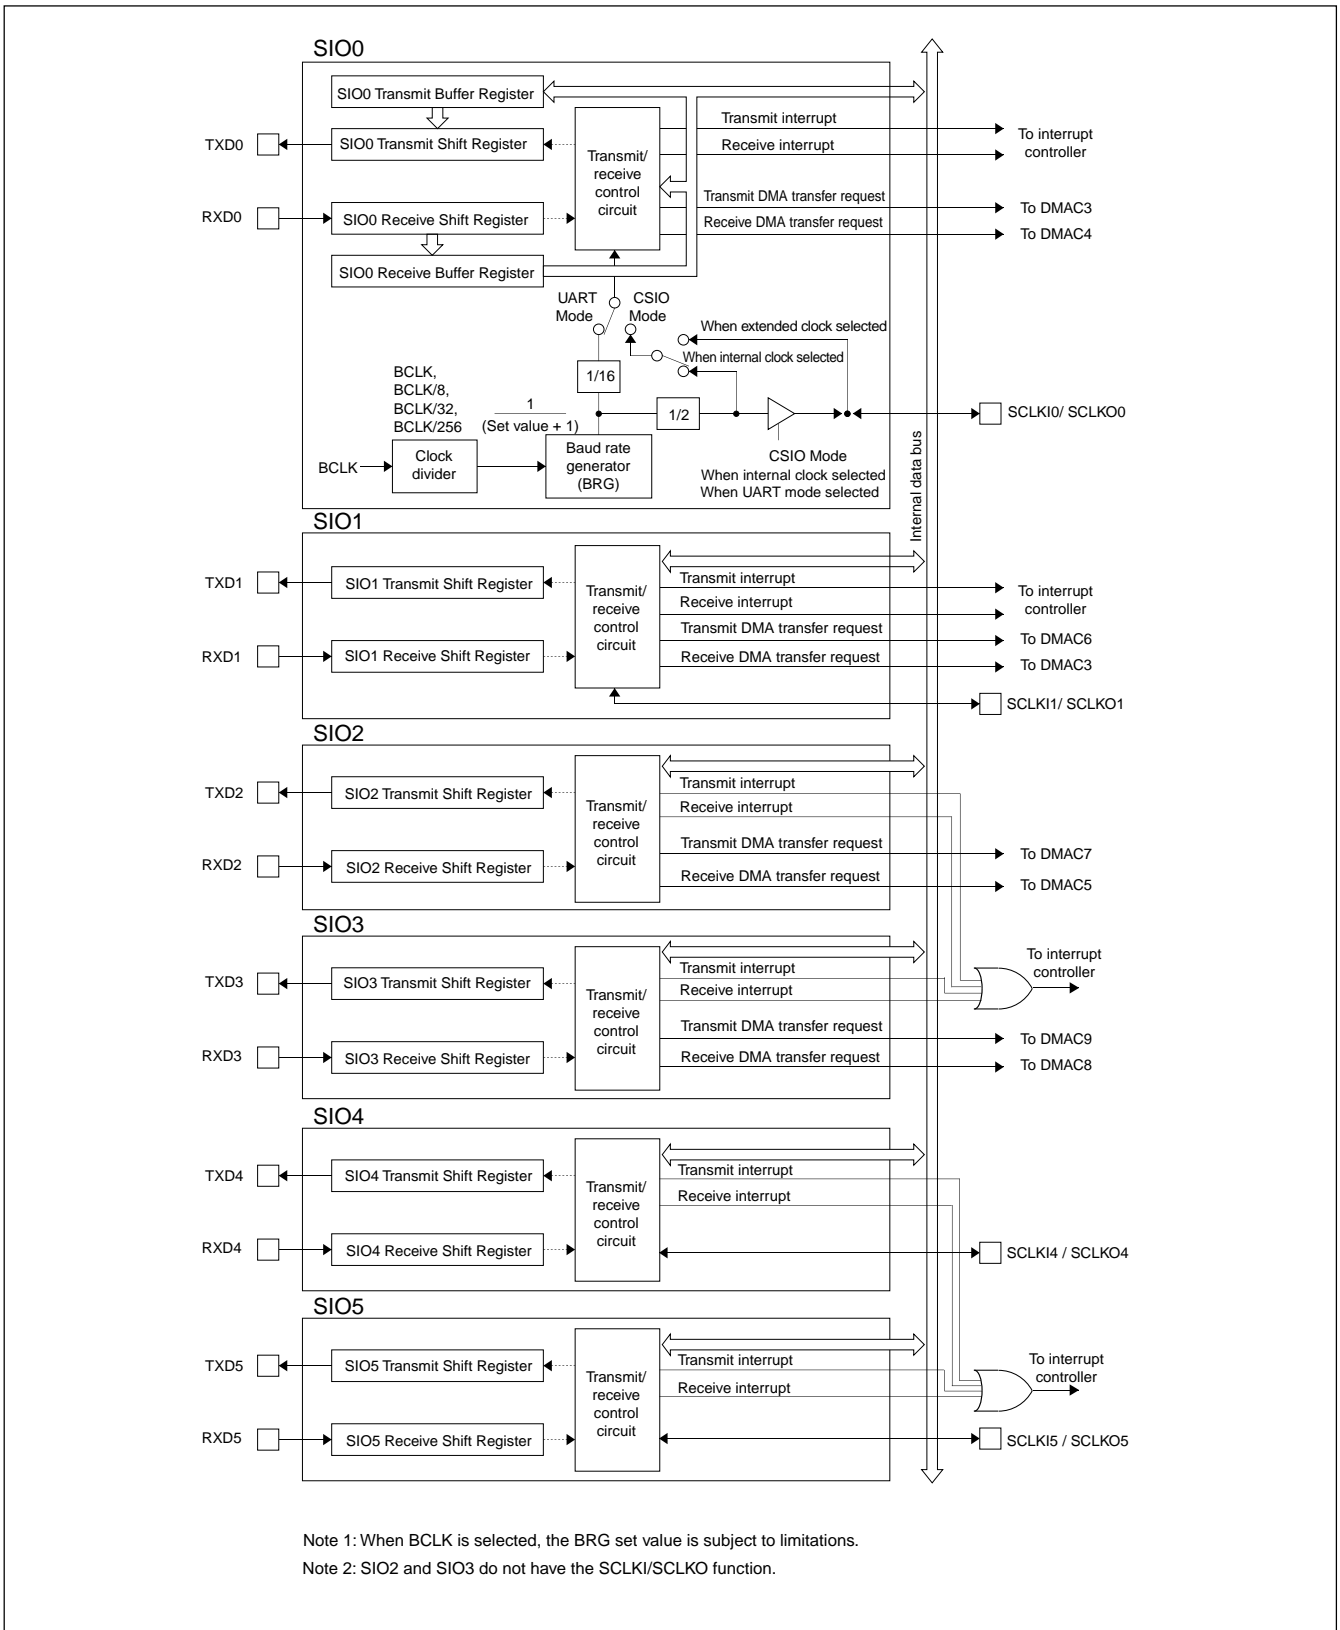 SIO0
SIO0 Transmit Buffer Register
TXD0
SIO0 Transmit Shift Register
Transmit/
receive
control
circuit
Transmit interrupt
Receive interrupt
To interrupt
controller
RXD0
SIO0 Receive Shift Register
Transmit DMA transfer request
To DMAC3
Receive DMA transfer request
To DMAC4
SIO0 Receive Buffer Register
UART
Mode
CSIO
Mode
When extended clock selected
When internal clock selected
1/16
BCLK,
BCLK/8,
BCLK/32,
BCLK/256
1
(Set value + 1)
1/2
SCLKI0/ SCLKO0
BCLK
Clock
divider
Baud rate
generator
(BRG)
CSIO Mode
When internal clock selected
When UART mode selected
Internal data bus
SIO1
TXD1
SIO1 Transmit Shift Register
Transmit/
receive
control
circuit
Transmit interrupt
Receive interrupt
To interrupt
controller
Transmit DMA transfer request
To DMAC6
RXD1
SIO1 Receive Shift Register
Receive DMA transfer request
To DMAC3
SCLKI1/ SCLKO1
SIO2
TXD2
SIO2 Transmit Shift Register
Transmit/
receive
control
circuit
Transmit interrupt
Receive interrupt
Transmit DMA transfer request
To DMAC7
RXD2
SIO2 Receive Shift Register
Receive DMA transfer request
To DMAC5
SIO3
TXD3
SIO3 Transmit Shift Register
Transmit/
receive
control
circuit
Transmit interrupt
Receive interrupt
To interrupt
controller
Transmit DMA transfer request
To DMAC9
RXD3
SIO3 Receive Shift Register
Receive DMA transfer request
To DMAC8
SIO4
TXD4
SIO4 Transmit Shift Register
Transmit/
receive
control
circuit
Transmit interrupt
Receive interrupt
RXD4
SIO4 Receive Shift Register
SCLKI4 / SCLKO4
SIO5
TXD5
SIO5 Transmit Shift Register
Transmit/
receive
control
circuit
Transmit interrupt
Receive interrupt
To interrupt
controller
RXD5
SIO5 Receive Shift Register
SCLKI5 / SCLKO5
Note 1: When BCLK is selected, the BRG set value is subject to limitations.
Note 2: SIO2 and SIO3 do not have the SCLKI/SCLKO function.